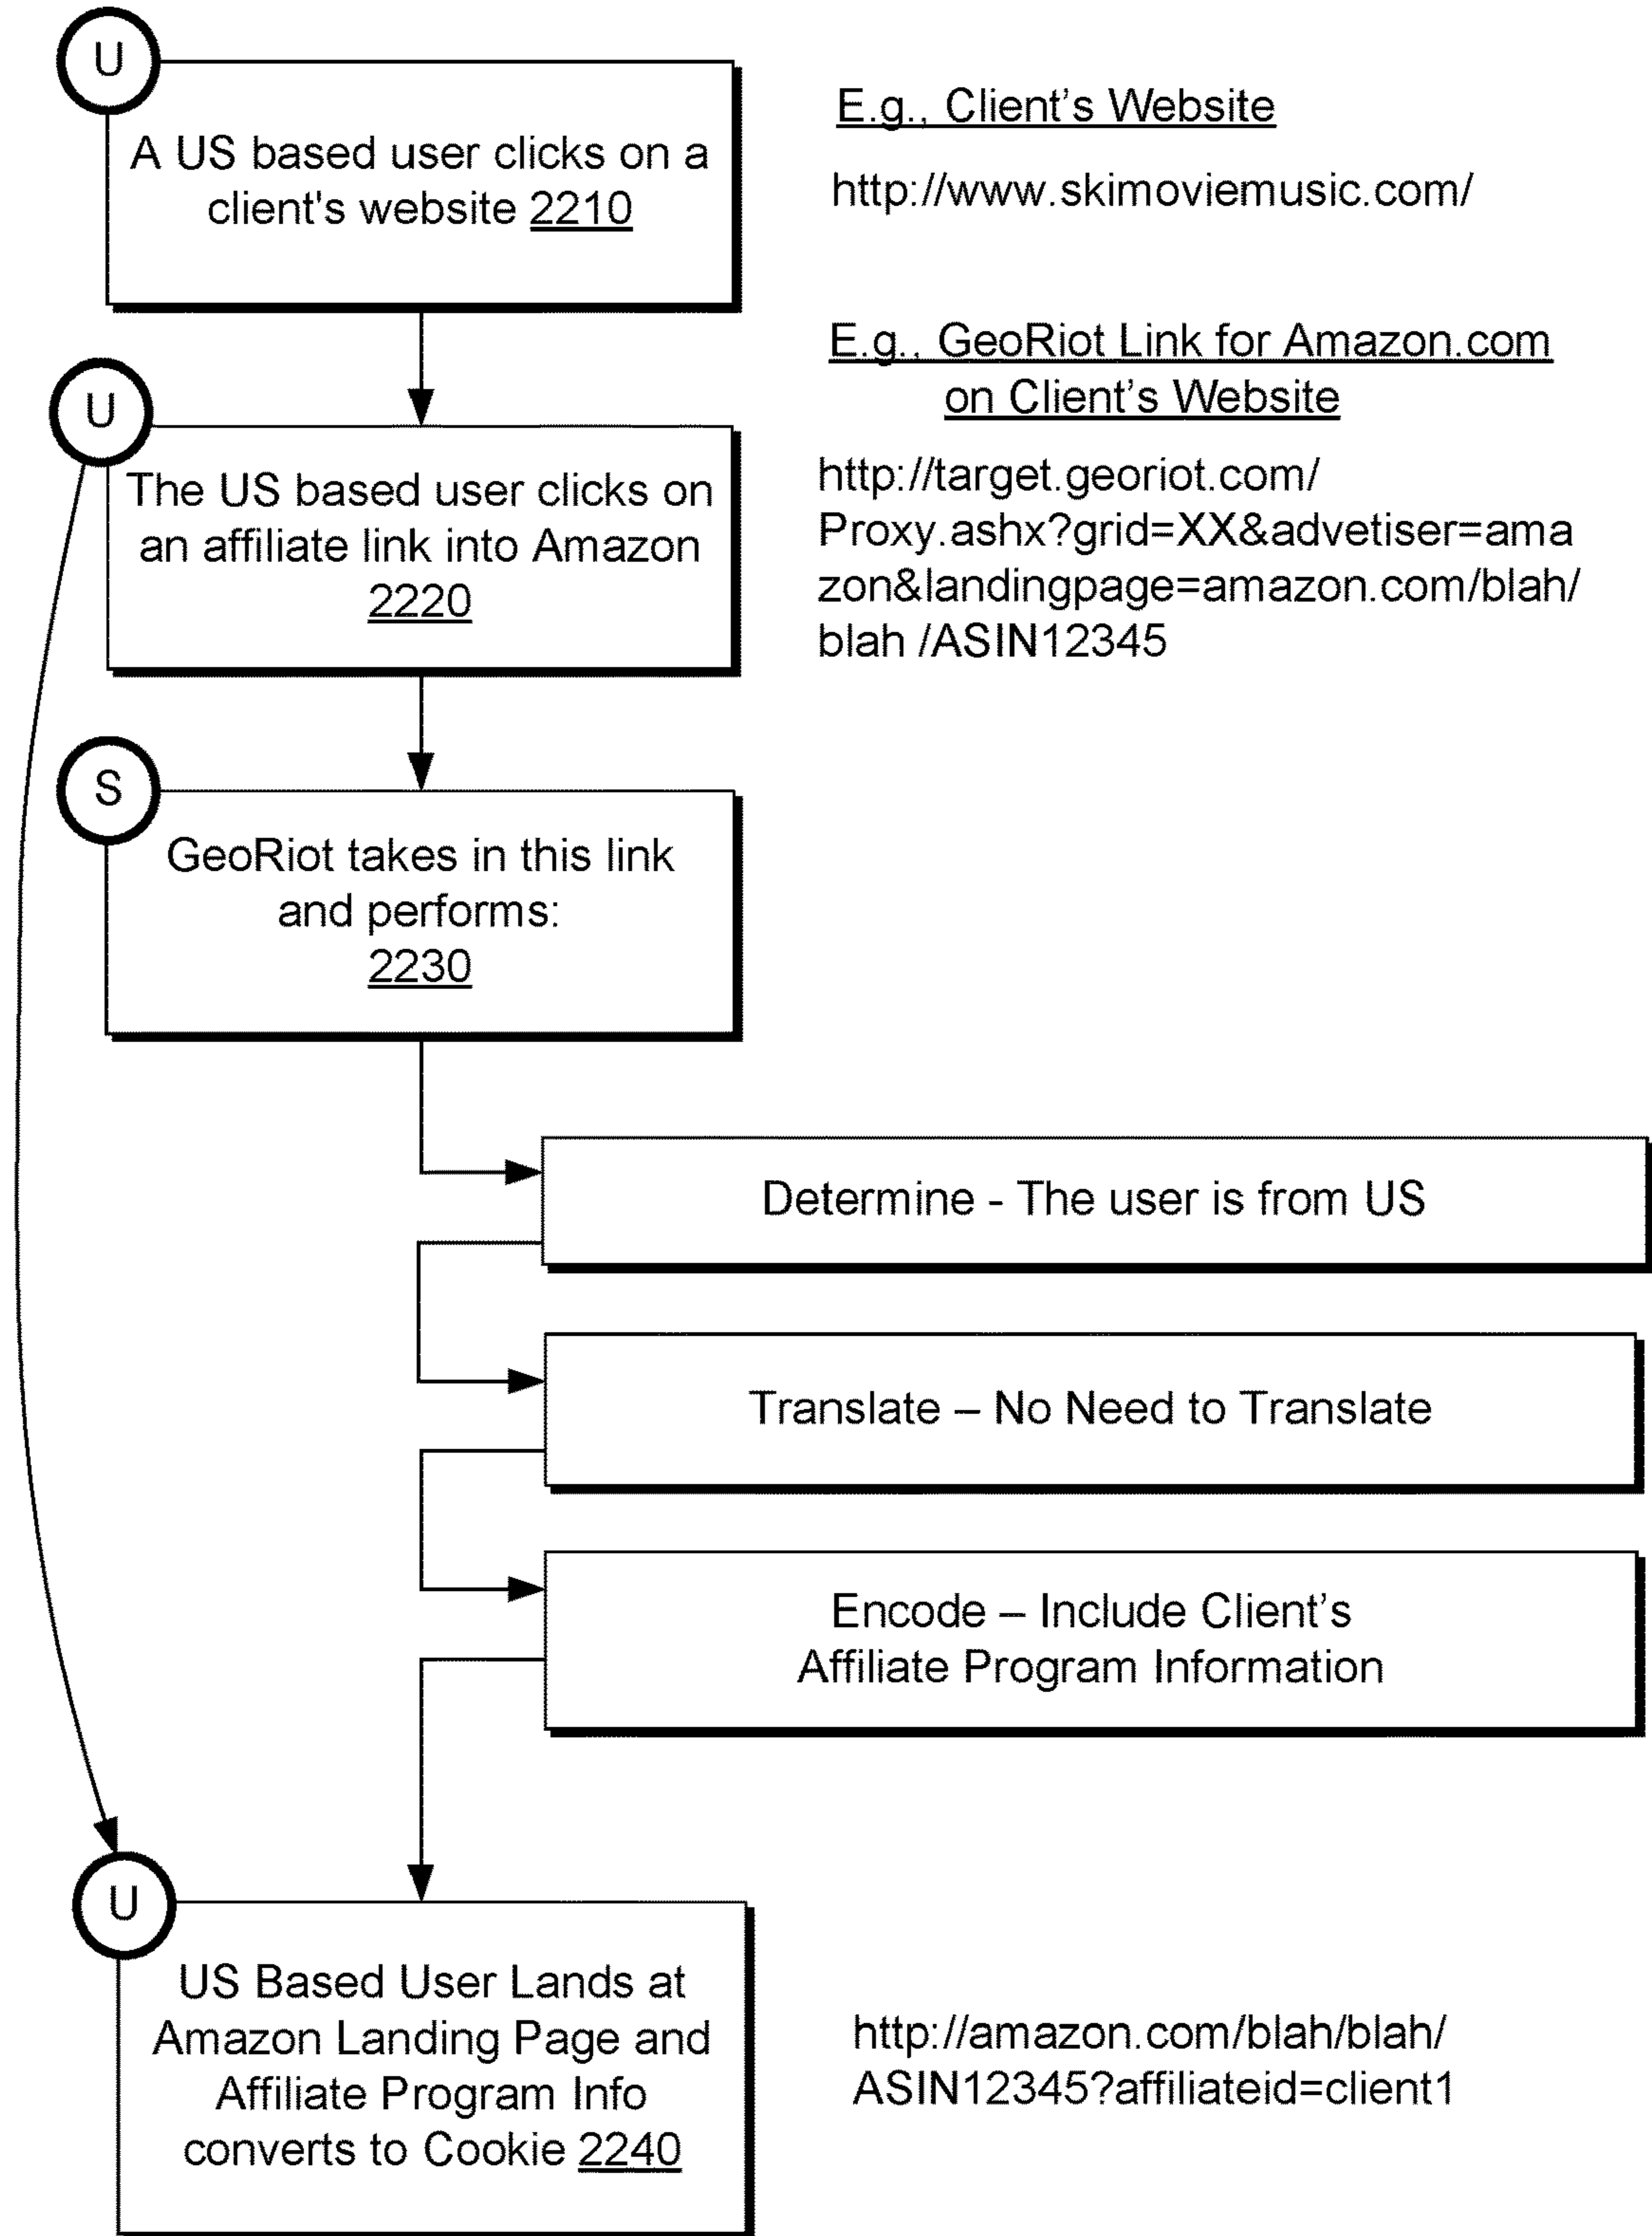 U
A US based user clicks on a
client's website 2210
E.g., Client's Website
http://www.skimoviemusic.com/
E.g., GeoRiot Link for Amazon.com
on Client's Website
U
The US based user clicks on
an affiliate link into Amazon
2220
http://target.georiot.com/
Proxy.ashx?grid=XX&advetiser=ama
zon&landingpage=amazon.com/blah/
blah /ASIN12345
S
GeoRiot takes in this link
and performs:
2230
Determine - The user is from US
Translate – No Need to Translate
Encode – Include Client's
Affiliate Program Information
U
US Based User Lands at
Amazon Landing Page and
Affiliate Program Info
converts to Cookie 2240
http://amazon.com/blah/blah/
ASIN12345?affiliateid=client1